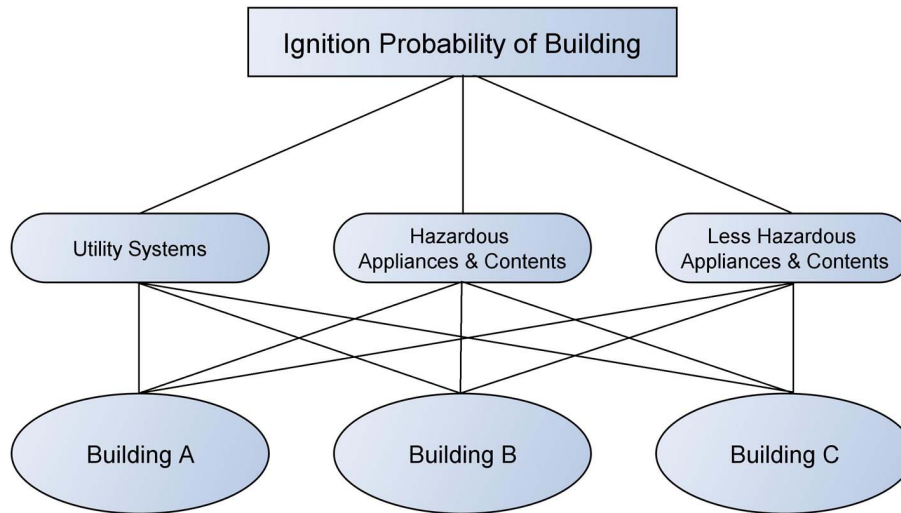 Ignition Probability of Building
Utility Systems
Hazardous
Appliances & Contents
Less Hazardous
Appliances & Contents
Building A
Building B
Building C